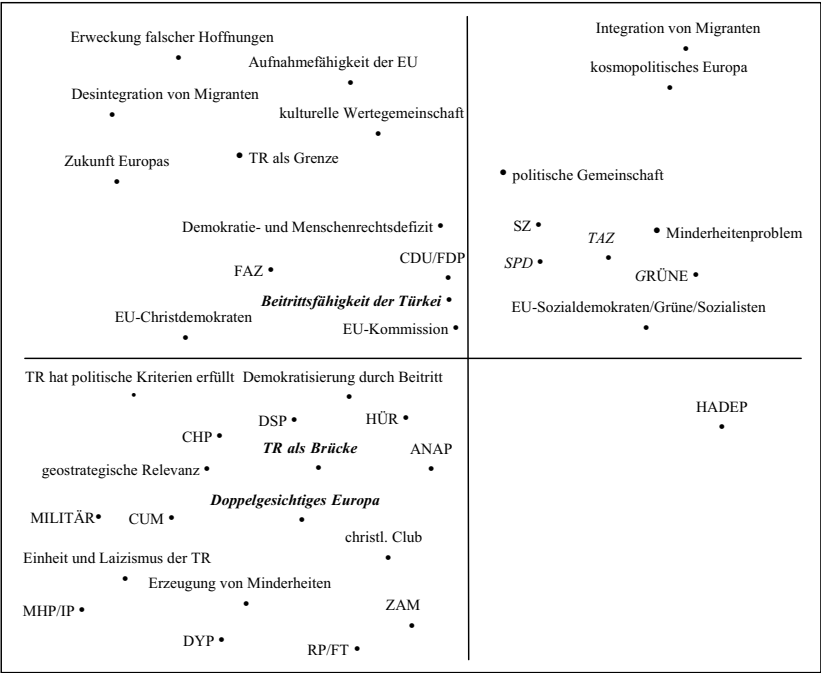 Erweckung falscher Hoffnungen
Integration von Migranten
Aufnahmefähigkeit der EU
kosmopolitisches Europa
Desintegration von Migranten
kulturelle Wertegemeinschaft
Zukunft Europas
TR als Grenze
politische Gemeinschaft
Demokratie- und Menschenrechtsdefizit
SZ
TAZ
Minderheitenproblem
CDU/FDP
FAZ
SPD
GRÜNE
Beitrittsfähigkeit der Türkei
EU-Christdemokraten
EU-Kommission
EU-Sozialdemokraten/Grüne/Sozialisten
TR hat politische Kriterien erfüllt
Demokratisierung durch Beitritt
DSP
HÜR
HADEP
CHP
TR als Brücke
ANAP
geostrategische Relevanz
Doppelgesichtiges Europa
MILITÄR
CUM
christl. Club
Einheit und Laizismus der TR
Erzeugung von Minderheiten
MHP/IP
ZAM
DYP
RP/FT